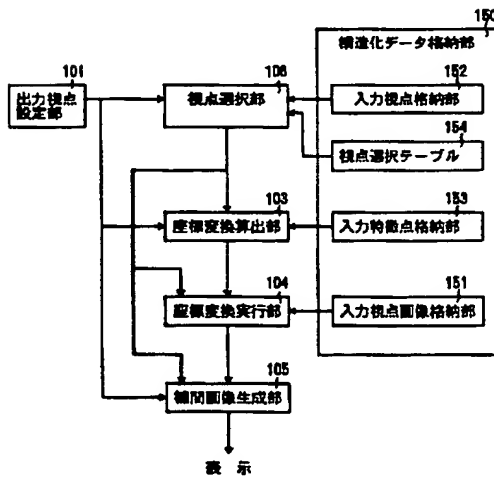 150
構造化データ格納部
101
出力視点
設定部
106
視点選択部
152
入力視点格納部
154
視点選択テーブル
103
座標変換算出部
153
入力特徴点格納部
104
座標変換実行部
151
入力視点画像格納部
105
補間画像生成部
表 示